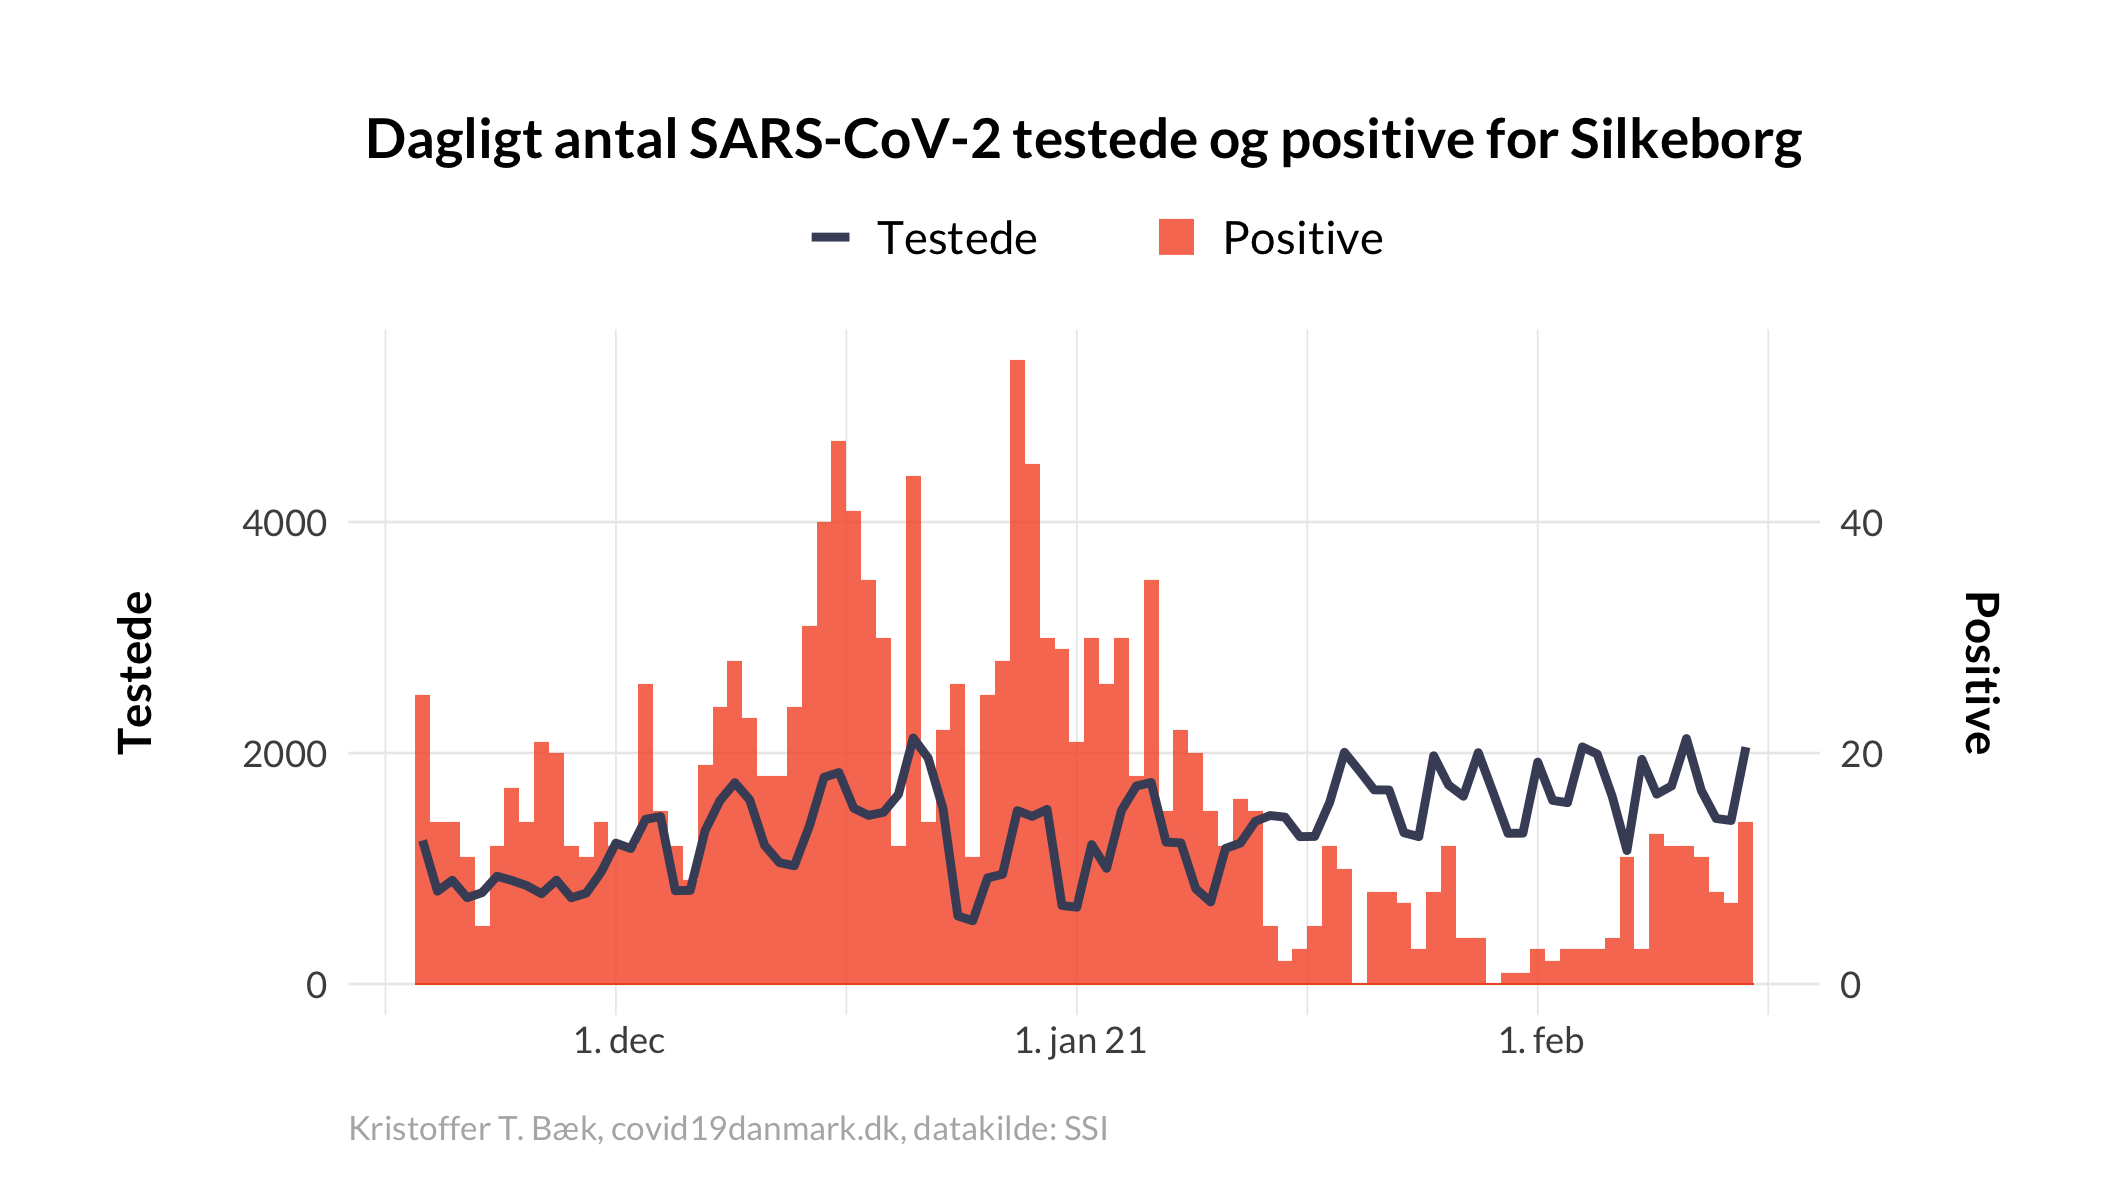 Dagligt antal SARS-CoV-2 testede og positive for Silkeborg
Testede
Positive
4000
2000
0
40
20
0
Testede
Positive
1. dec
1. jan 21
1. feb
Kristoffer T. Bæk, covid19danmark.dk, datakilde: SSI